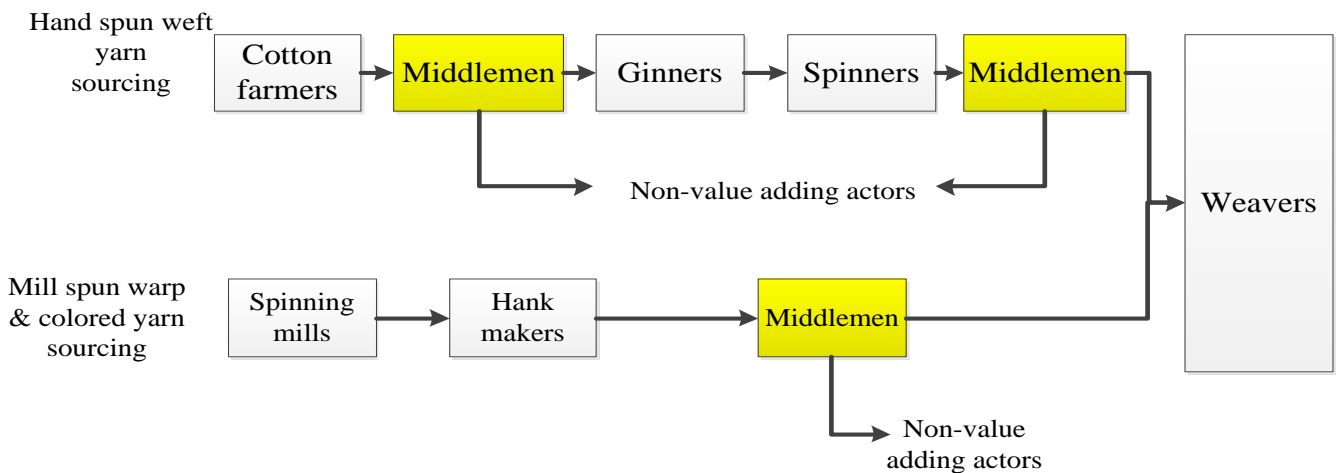 Hand spun weft
yarn
sourcing
Cotton
farmers
Middlemen
Ginners
Spinners
Middlemen
Non-value adding actors
Weavers
Mill spun warp
& colored yarn
sourcing
Spinning
mills
Hank
makers
Middlemen
Non-value
adding actors